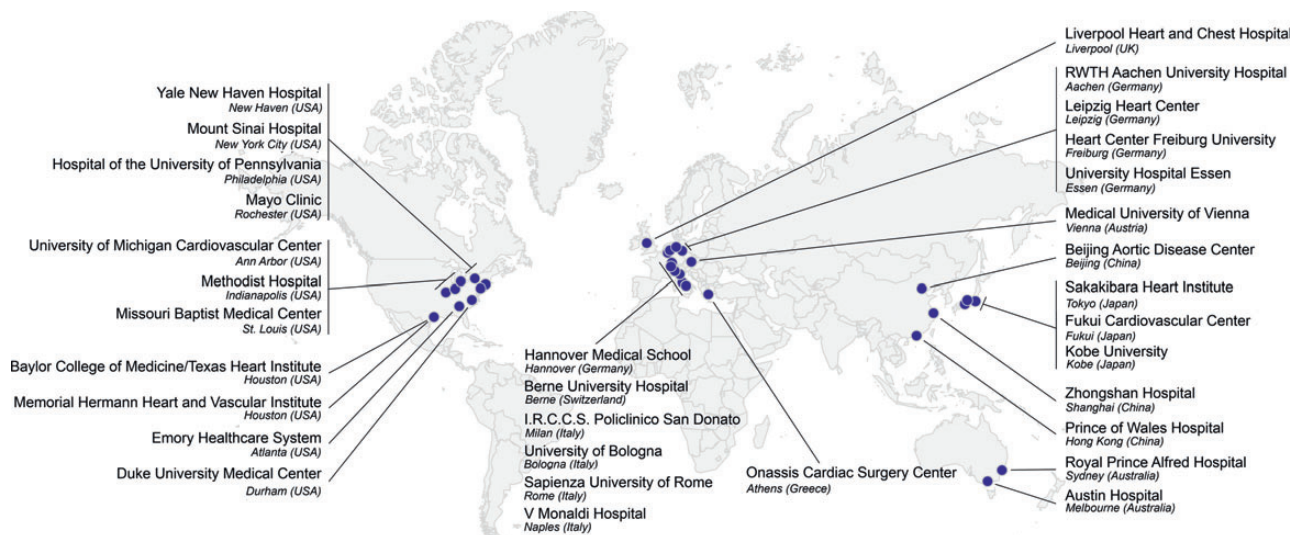 Yale New Haven Hospital
New Haven (USA)
Mount Sinai Hospital
New York City (USA)
Hospital of the University of Pennsylvania
Philadelphia (USA)
Mayo Clinic
Rochester (USA)
University of Michigan Cardiovascular Center
Ann Arbor (USA)
Methodist Hospital
Indianapolis (USA)
Missouri Baptist Medical Center
St. Louis (USA)
Baylor College of Medicine/Texas Heart Institute
Houston (USA)
Memorial Hermann Heart and Vascular Institute
Houston (USA)
Emory Healthcare System
Atlanta (USA)
Duke University Medical Center
Durham (USA)
Hannover Medical School
Hannover (Germany)
Berne University Hospital
Berne (Switzerland)
I.R.C.C.S. Policlinico San Donato
Milan (Italy)
University of Bologna
Bologna (Italy)
Sapienza University of Rome
Rome (Italy)
V Monaldi Hospital
Naples (Italy)
Onassis Cardiac Surgery Center
Athens (Greece)
Liverpool Heart and Chest Hospital
Liverpool (UK)
RWTH Aachen University Hospital
Aachen (Germany)
Leipzig Heart Center
Leipzig (Germany)
Heart Center Freiburg University
Freiburg (Germany)
University Hospital Essen
Essen (Germany)
Medical University of Vienna
Vienna (Austria)
Beijing Aortic Disease Center
Beijing (China)
Sakakibara Heart Institute
Tokyo (Japan)
Fukui Cardiovascular Center
Fukui (Japan)
Kobe University
Kobe (Japan)
Zhongshan Hospital
Shanghai (China)
Prince of Wales Hospital
Hong Kong (China)
Royal Prince Alfred Hospital
Sydney (Australia)
Austin Hospital
Melbourne (Australia)